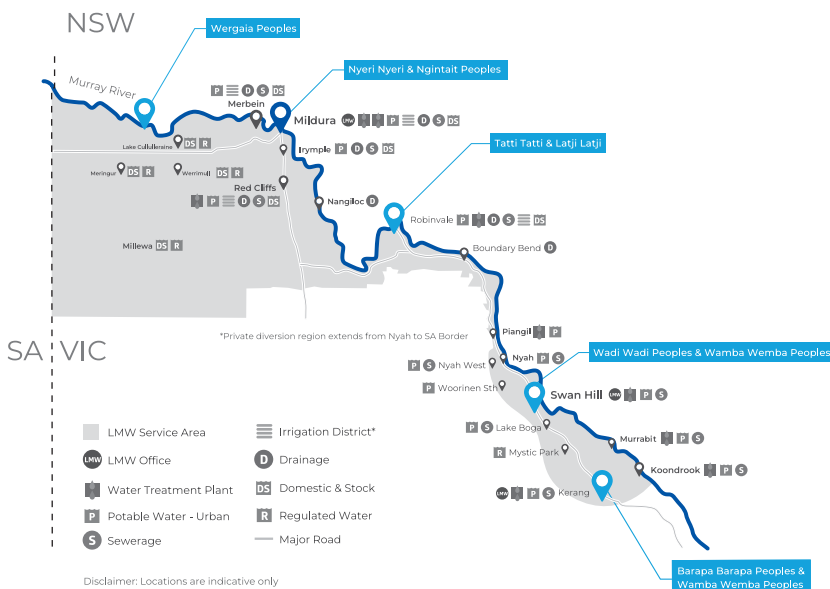 NSW
Wergaia Peoples
Nyeri Nyeri & Ngintait Peoples
Murray River
P D S DS
Merbein
Mildura LMW P D S DS
Lake Cullulleraine DS R
Irymple P D S DS
Tatti Tatti & Latji Latji
Meringur DS R
Werrimull DS R
Red Cliffs
P D S DS
Nangiloc D
Robinvale P D S DS
Millewa DS R
Boundary Bend D
*Private diversion region extends from Nyah to SA Border
Piangil P
SA VIC
Wadi Wadi Peoples & Wamba Wemba Peoples
Nyah P S
P S Nyah West
P Woorinen Sth
Swan Hill LMW P S
P S Lake Boga
Murrabit P S
R Mystic Park
Koondrook P S
LMW P S Kerang
LMW Service Area
LMW LMW Office
Water Treatment Plant
P Potable Water - Urban
S Sewerage
Irrigation District*
D Drainage
DS Domestic & Stock
R Regulated Water
Major Road
Barapa Barapa Peoples &
Wamba Wemba Peoples
Disclaimer: Locations are indicative only